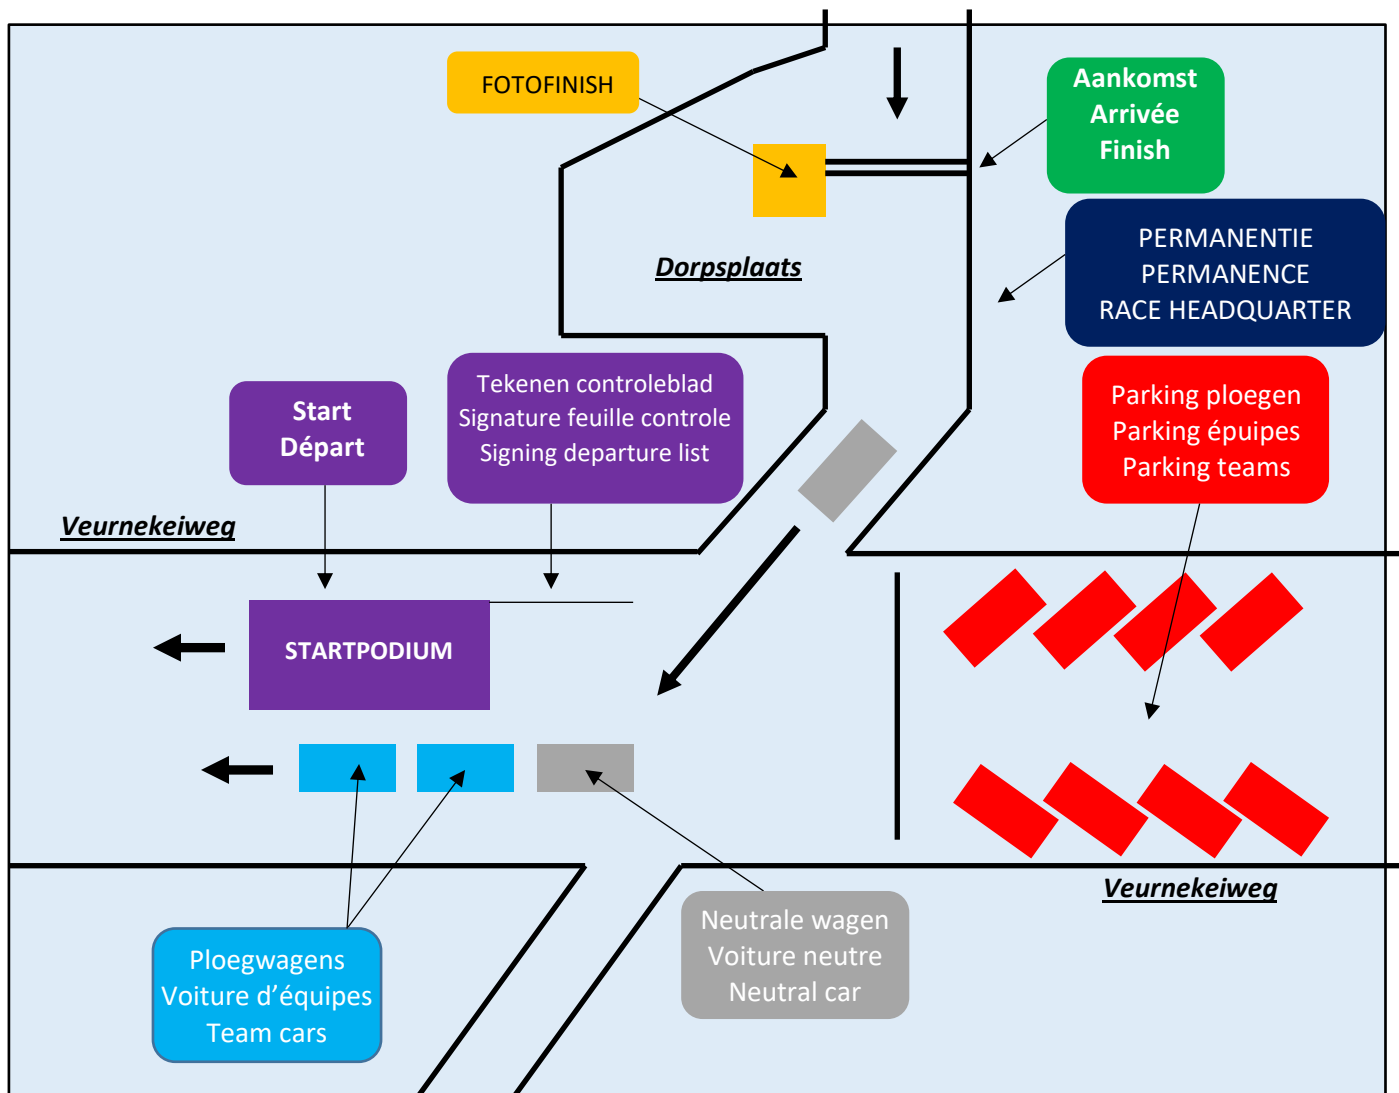 FOTOFINISH
Aankomst
Arrivée
Finish
PERMANENTIE
PERMANENCE
RACE HEADQUARTER
Dorpsplaats
Tekenen controleblad
Signature feuille controle
Signing departure list
Start
Départ
Parking ploegen
Parking épuipes
Parking teams
Veurnekeiweg
STARTPODIUM
Veurnekeiweg
Neutrale wagen
Voiture neutre
Neutral car
Ploegwagens
Voiture d’équipes
Team cars